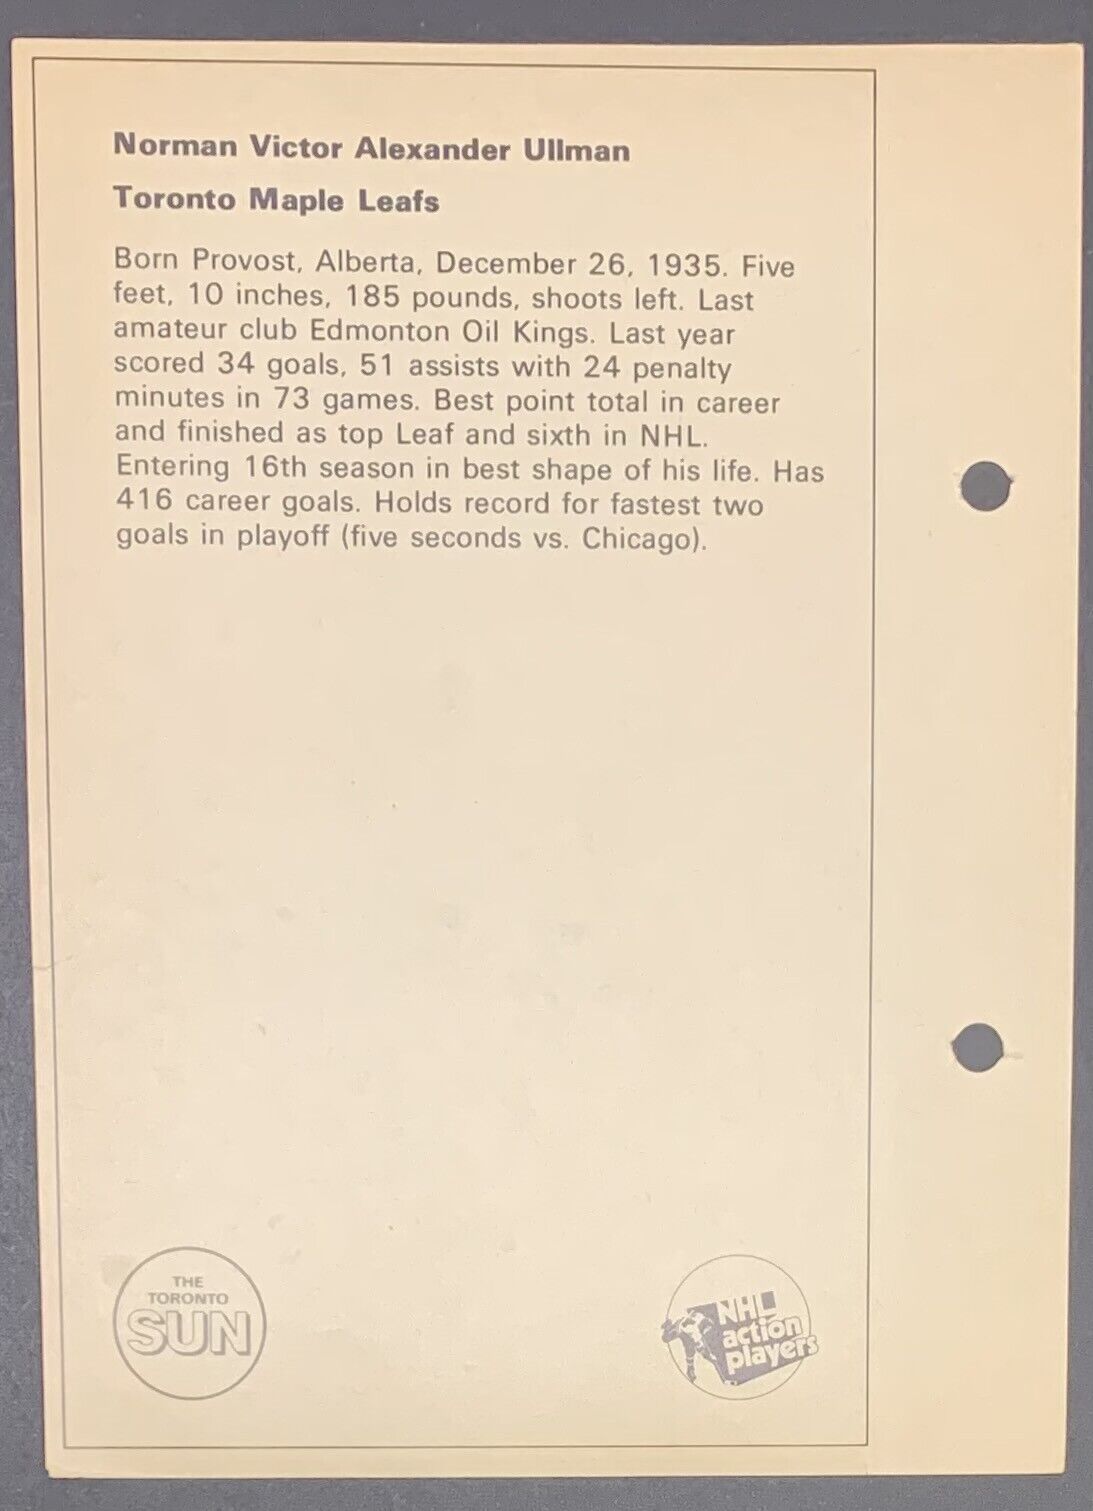 Norman Victor Alexander Ullman
Toronto Maple Leafs
Born Provost, Alberta, December 26, 1935. Five
feet, 10 inches, 185 pounds, shoots left. Last
amateur club Edmonton Oil Kings. Last year
scored 34 goals, 51 assists with 24 penalty
minutes in 73 games. Best point total in career
and finished as top Leaf and sixth in NHL.
Entering 16th season in best shape of his life. Has
416 career goals. Holds record for fastest two
goals in playoff (five seconds vs. Chicago).
THE
TORONTO
SUN
NHL
action
players